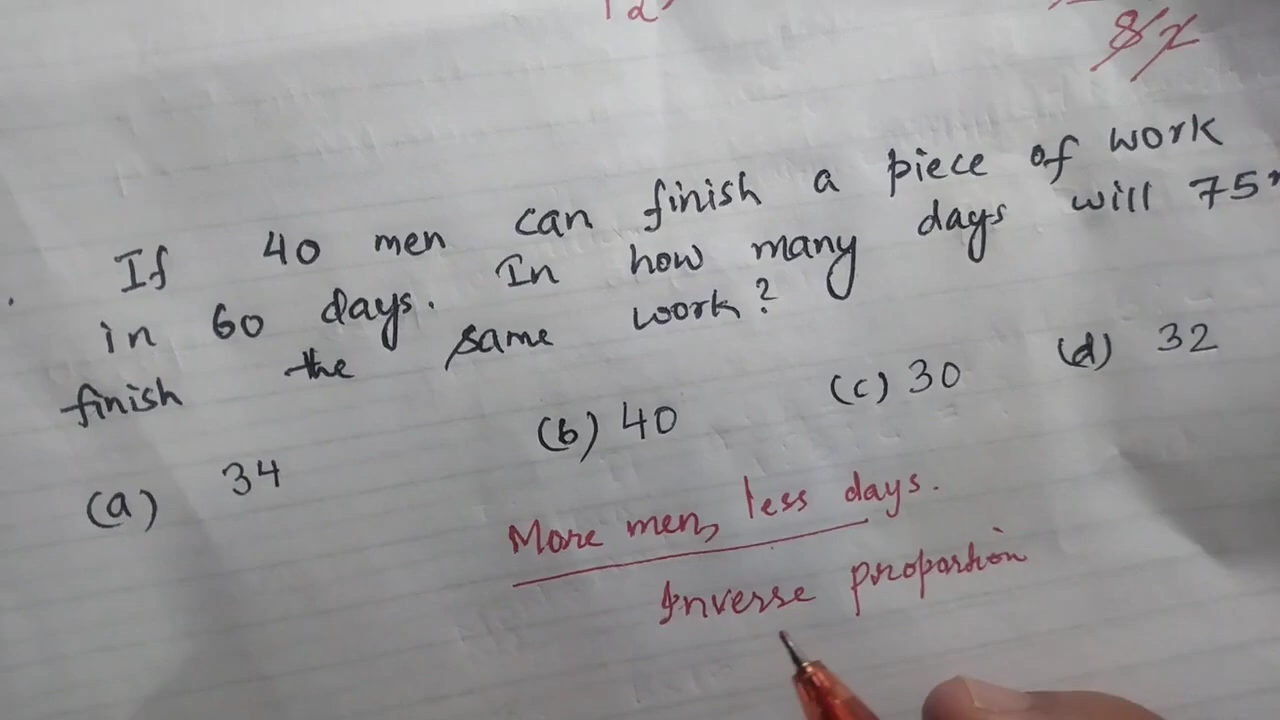 If 40 men can finish a piece of work
in 60 days. In how many days will 75
finish the same work?
(a) 34 (b) 40 (c) 30 (d) 32
More men, less days.
Inverse proportion